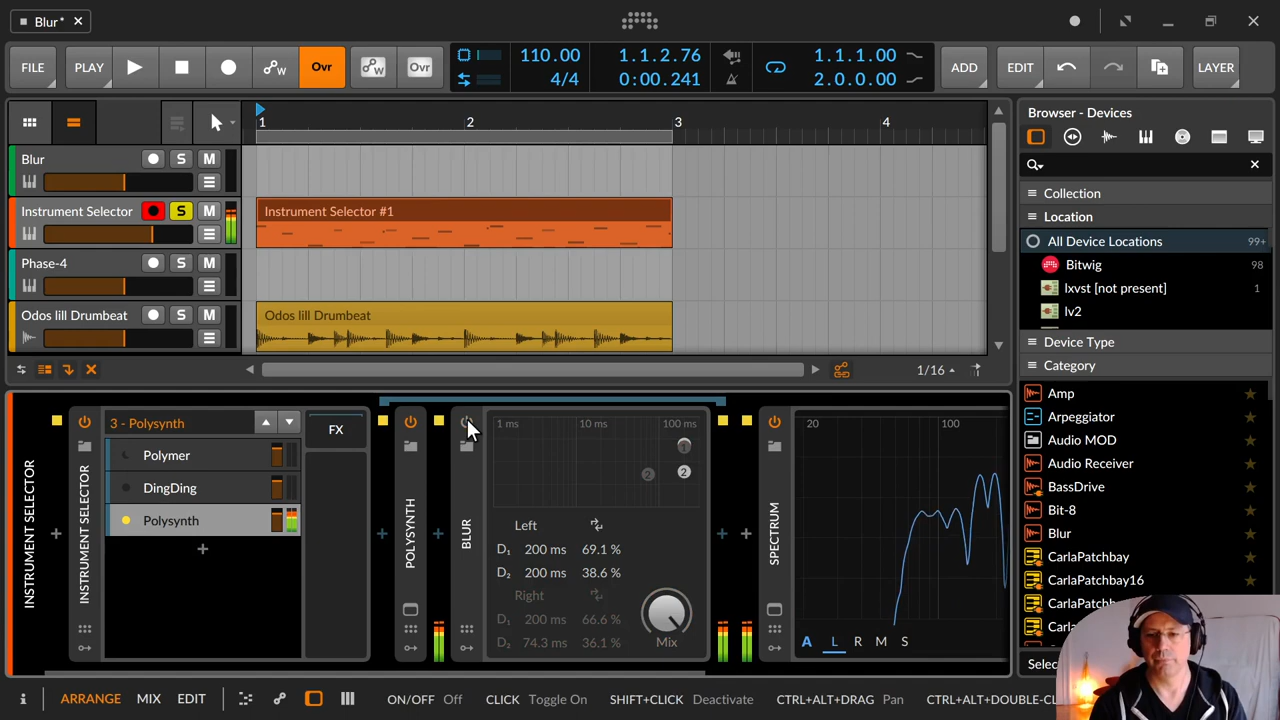 Blur*
FILE
PLAY
Ovr
Ovr
110.00
4/4
1.1.2.76
0:00.241
1.1.1.00
2.0.0.00
ADD
EDIT
LAYER
1
2
3
4
Blur
S
M
Instrument Selector
S
M
Instrument Selector #1
Phase-4
S
M
Odos lill Drumbeat
S
M
Odos lill Drumbeat
1/16
Browser - Devices
Collection
Location
All Device Locations
99+
Bitwig
98
lxvst [not present]
1
lv2
Device Type
Category
Amp
Arpeggiator
Audio MOD
Audio Receiver
BassDrive
Bit-8
Blur
CarlaPatchbay
CarlaPatchbay16
INSTRUMENT SELECTOR
INSTRUMENT SELECTOR
3 - Polysynth
Polymer
DingDing
Polysynth
FX
POLYSYNTH
BLUR
1 ms
10 ms
100 ms
1
2
2
Left
D1 200 ms 69.1 %
D2 200 ms 38.6 %
Right
D1 200 ms 66.6 %
D2 74.3 ms 36.1 %
Mix
SPECTRUM
20
100
A L R M S
ARRANGE
MIX
EDIT
ON/OFF Off
CLICK Toggle On
SHIFT+CLICK Deactivate
CTRL+ALT+DRAG Pan